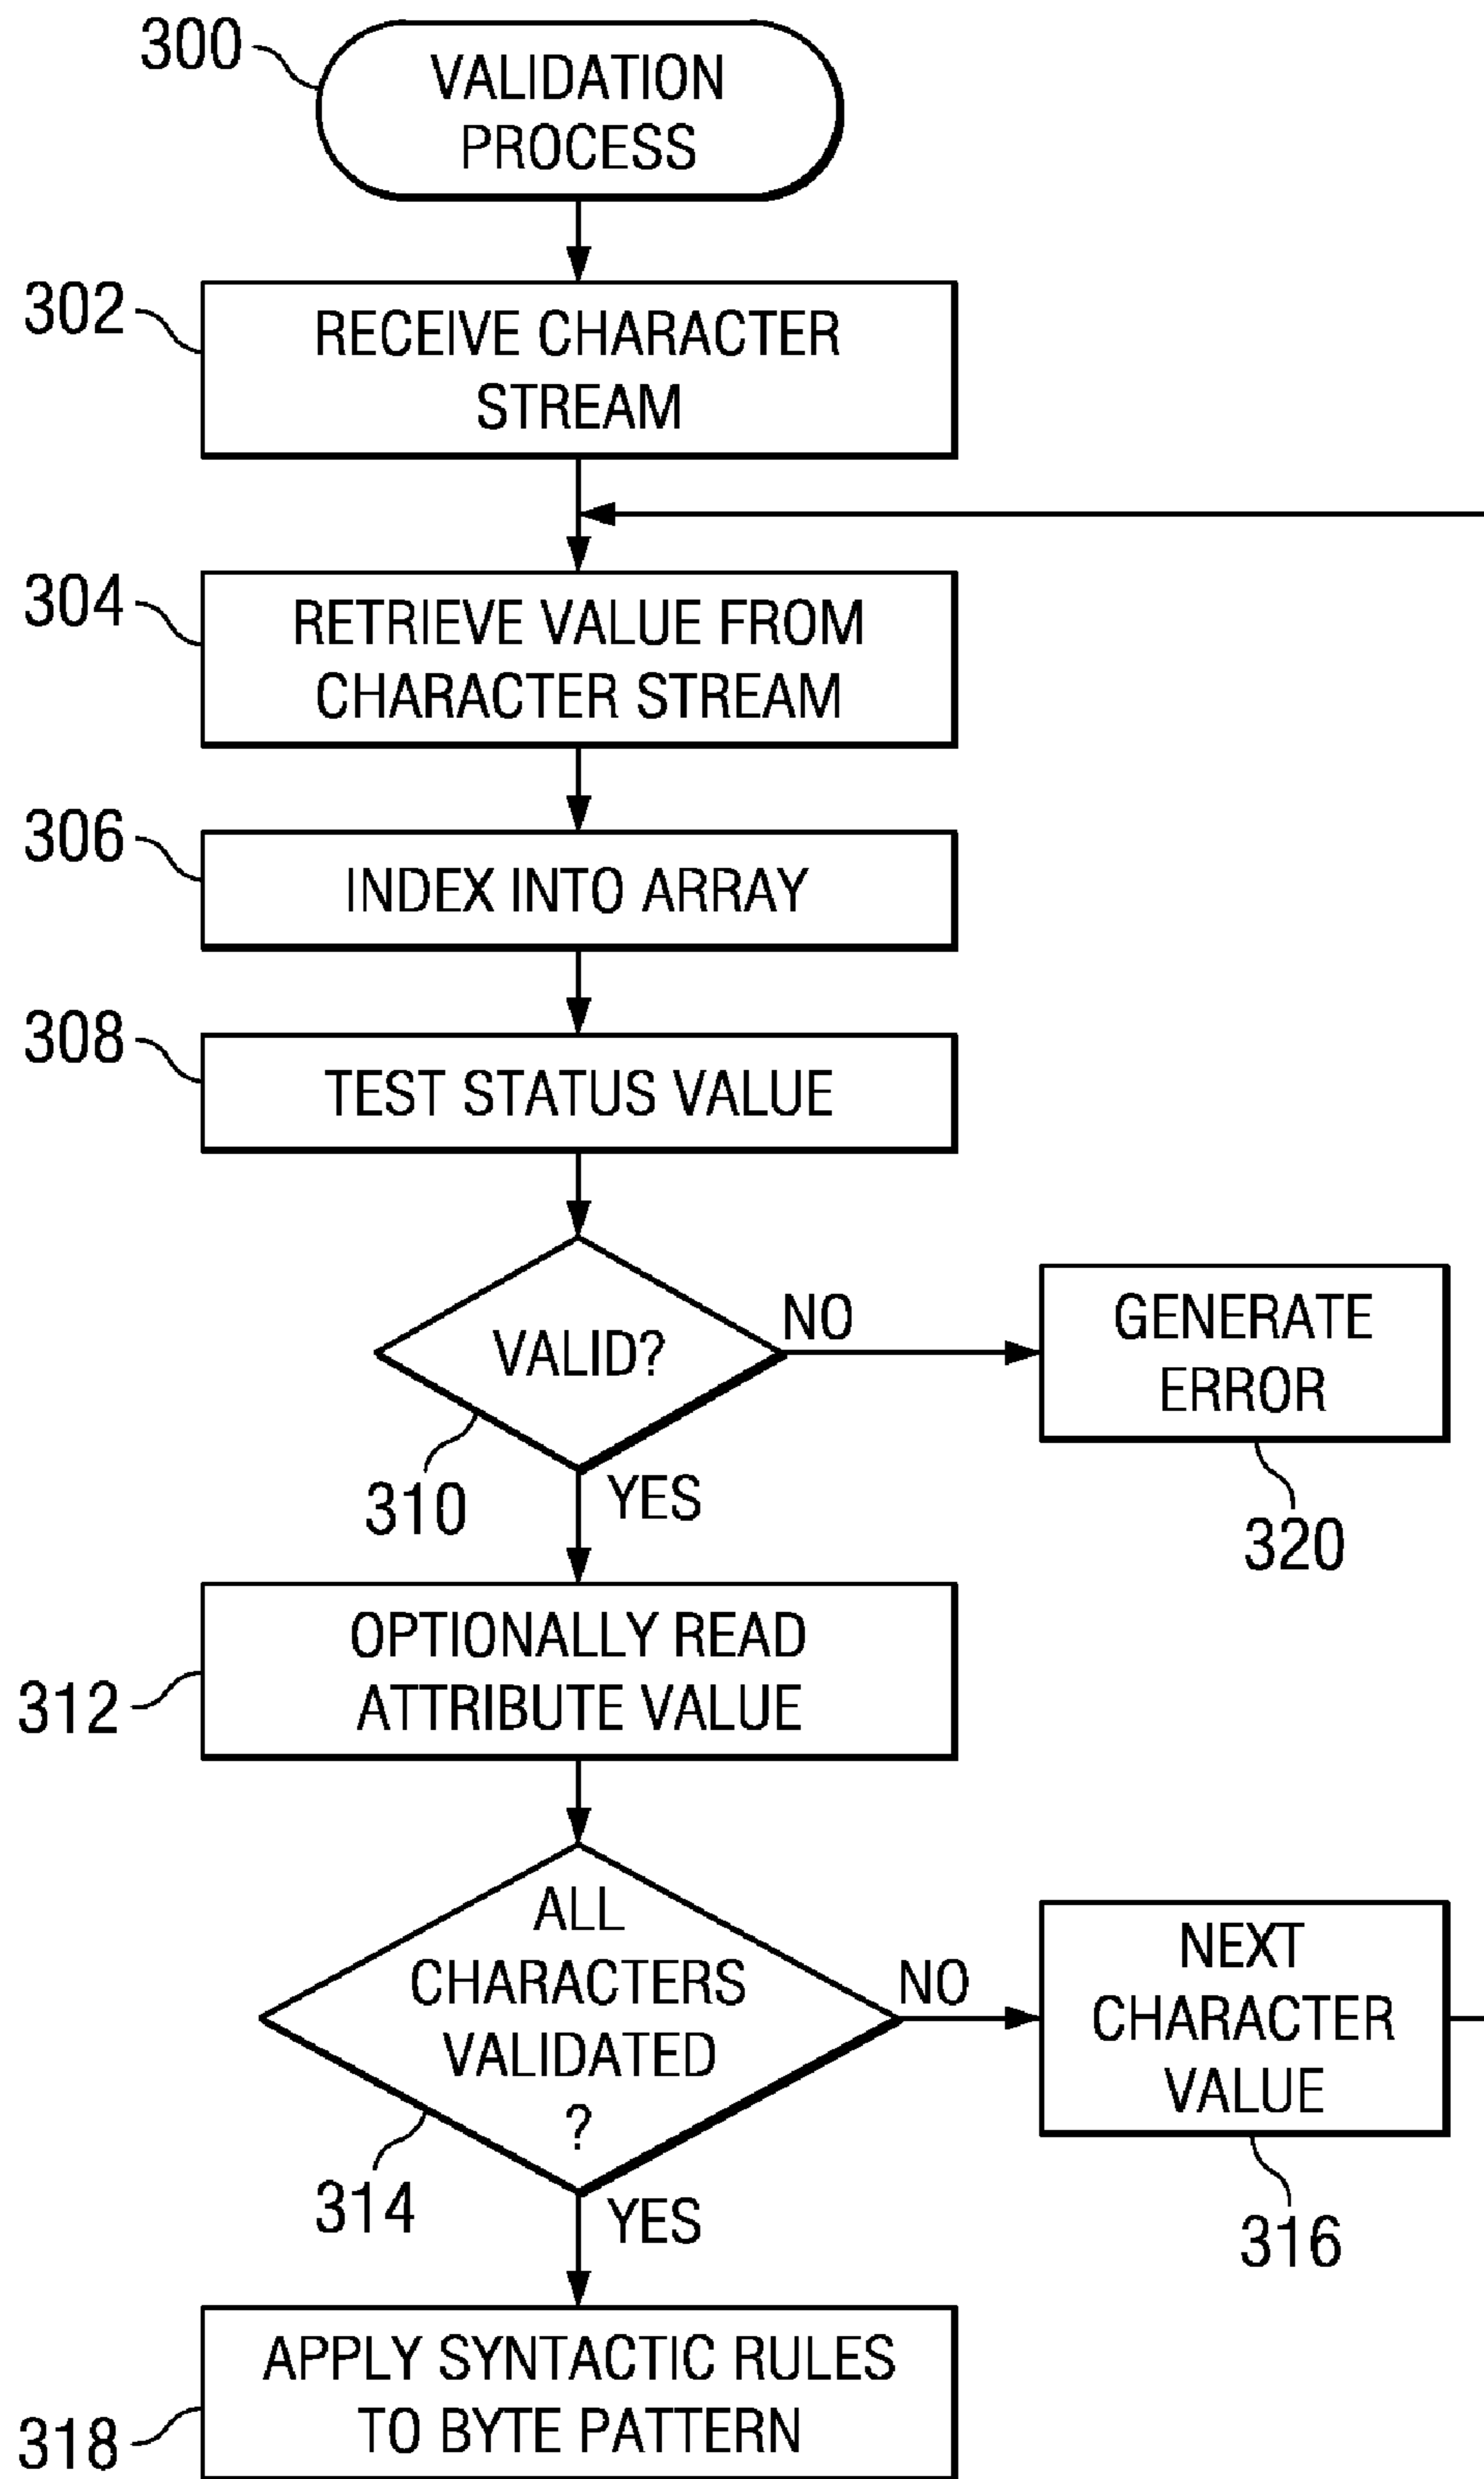 300
VALIDATION
PROCESS
302
RECEIVE CHARACTER
STREAM
304
RETRIEVE VALUE FROM
CHARACTER STREAM
306
INDEX INTO ARRAY
308
TEST STATUS VALUE
VALID?
NO
GENERATE
ERROR
310
YES
320
312
OPTIONALLY READ
ATTRIBUTE VALUE
ALL
CHARACTERS
VALIDATED
?
NO
NEXT
CHARACTER
VALUE
314
YES
316
318
APPLY SYNTACTIC RULES
TO BYTE PATTERN